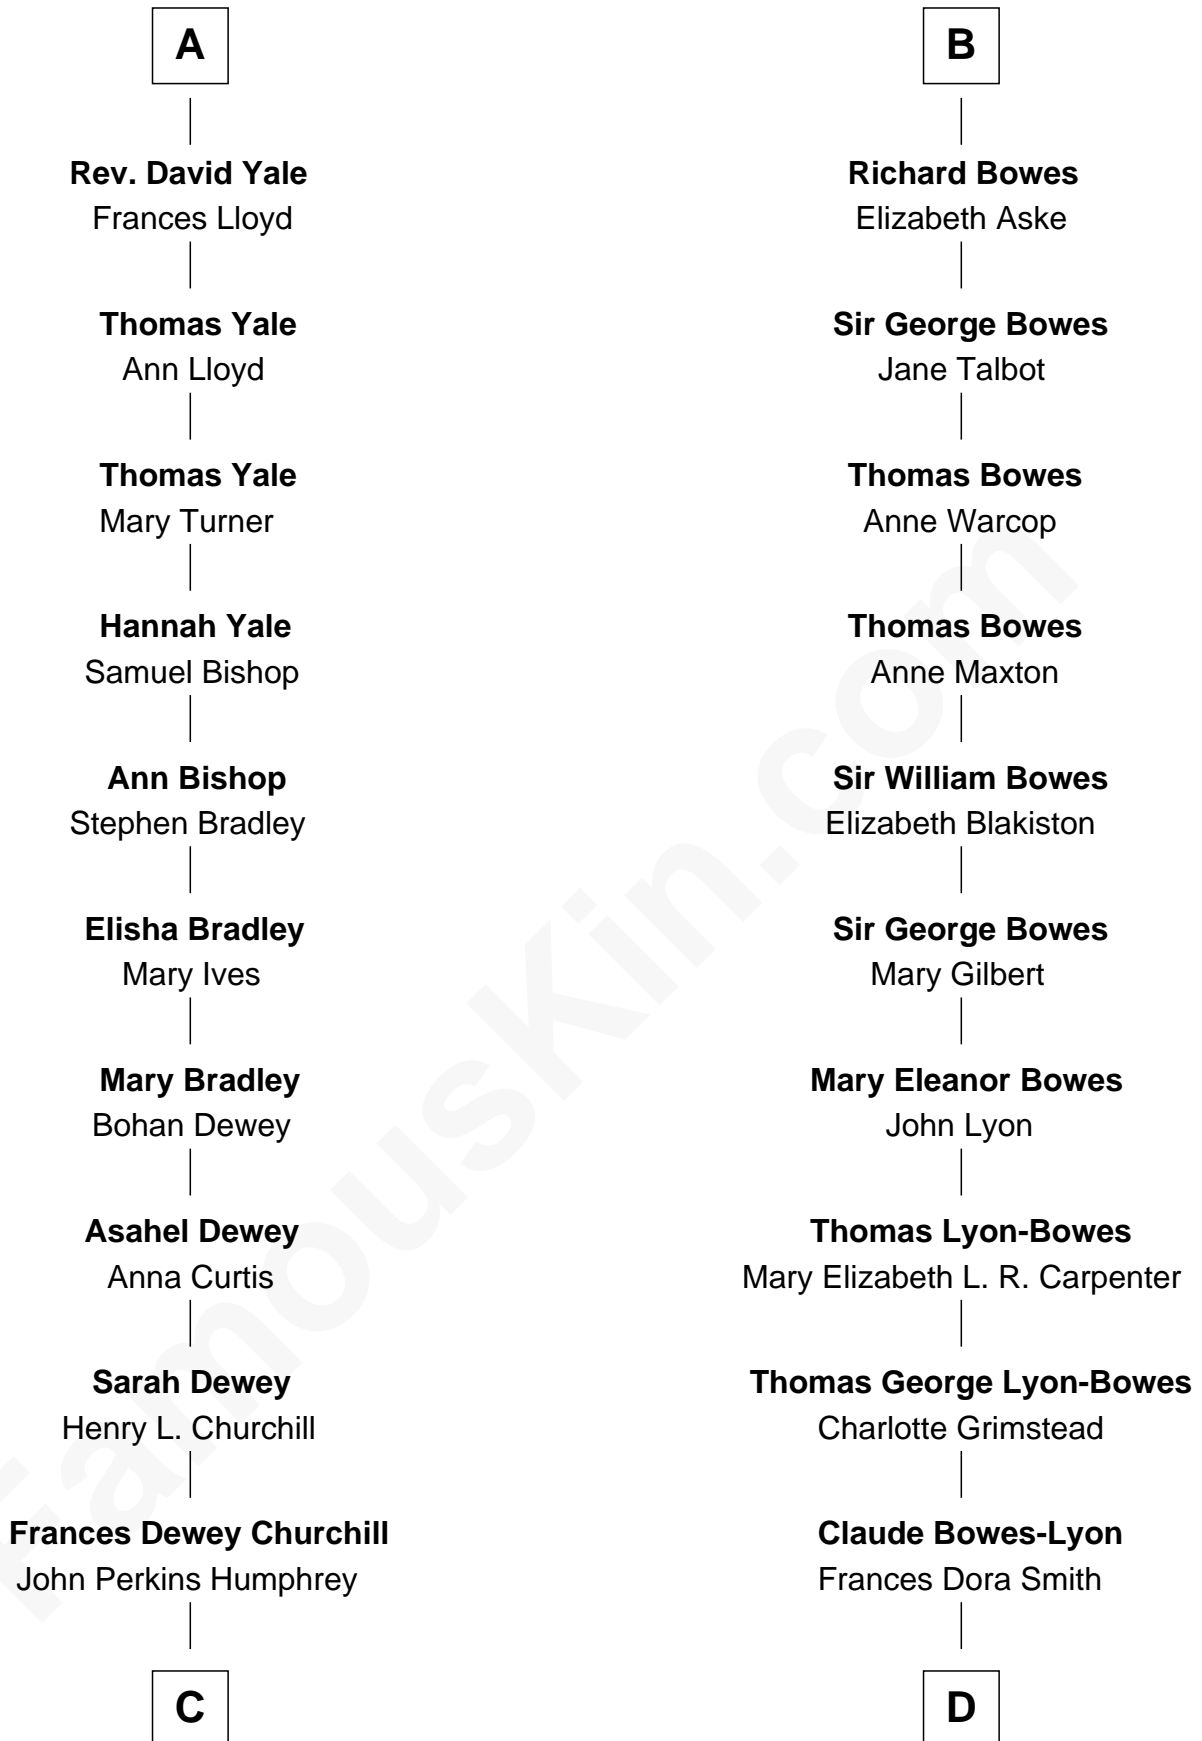 A
Rev. David Yale
Frances Lloyd
Thomas Yale
Ann Lloyd
Thomas Yale
Mary Turner
Hannah Yale
Samuel Bishop
Ann Bishop
Stephen Bradley
Elisha Bradley
Mary Ives
Mary Bradley
Bohan Dewey
Asahel Dewey
Anna Curtis
Sarah Dewey
Henry L. Churchill
Frances Dewey Churchill
John Perkins Humphrey
C
B
Richard Bowes
Elizabeth Aske
Sir George Bowes
Jane Talbot
Thomas Bowes
Anne Warcop
Thomas Bowes
Anne Maxton
Sir William Bowes
Elizabeth Blakiston
Sir George Bowes
Mary Gilbert
Mary Eleanor Bowes
John Lyon
Thomas Lyon-Bowes
Mary Elizabeth L. R. Carpenter
Thomas George Lyon-Bowes
Charlotte Grimstead
Claude Bowes-Lyon
Frances Dora Smith
D
FamousKin.com